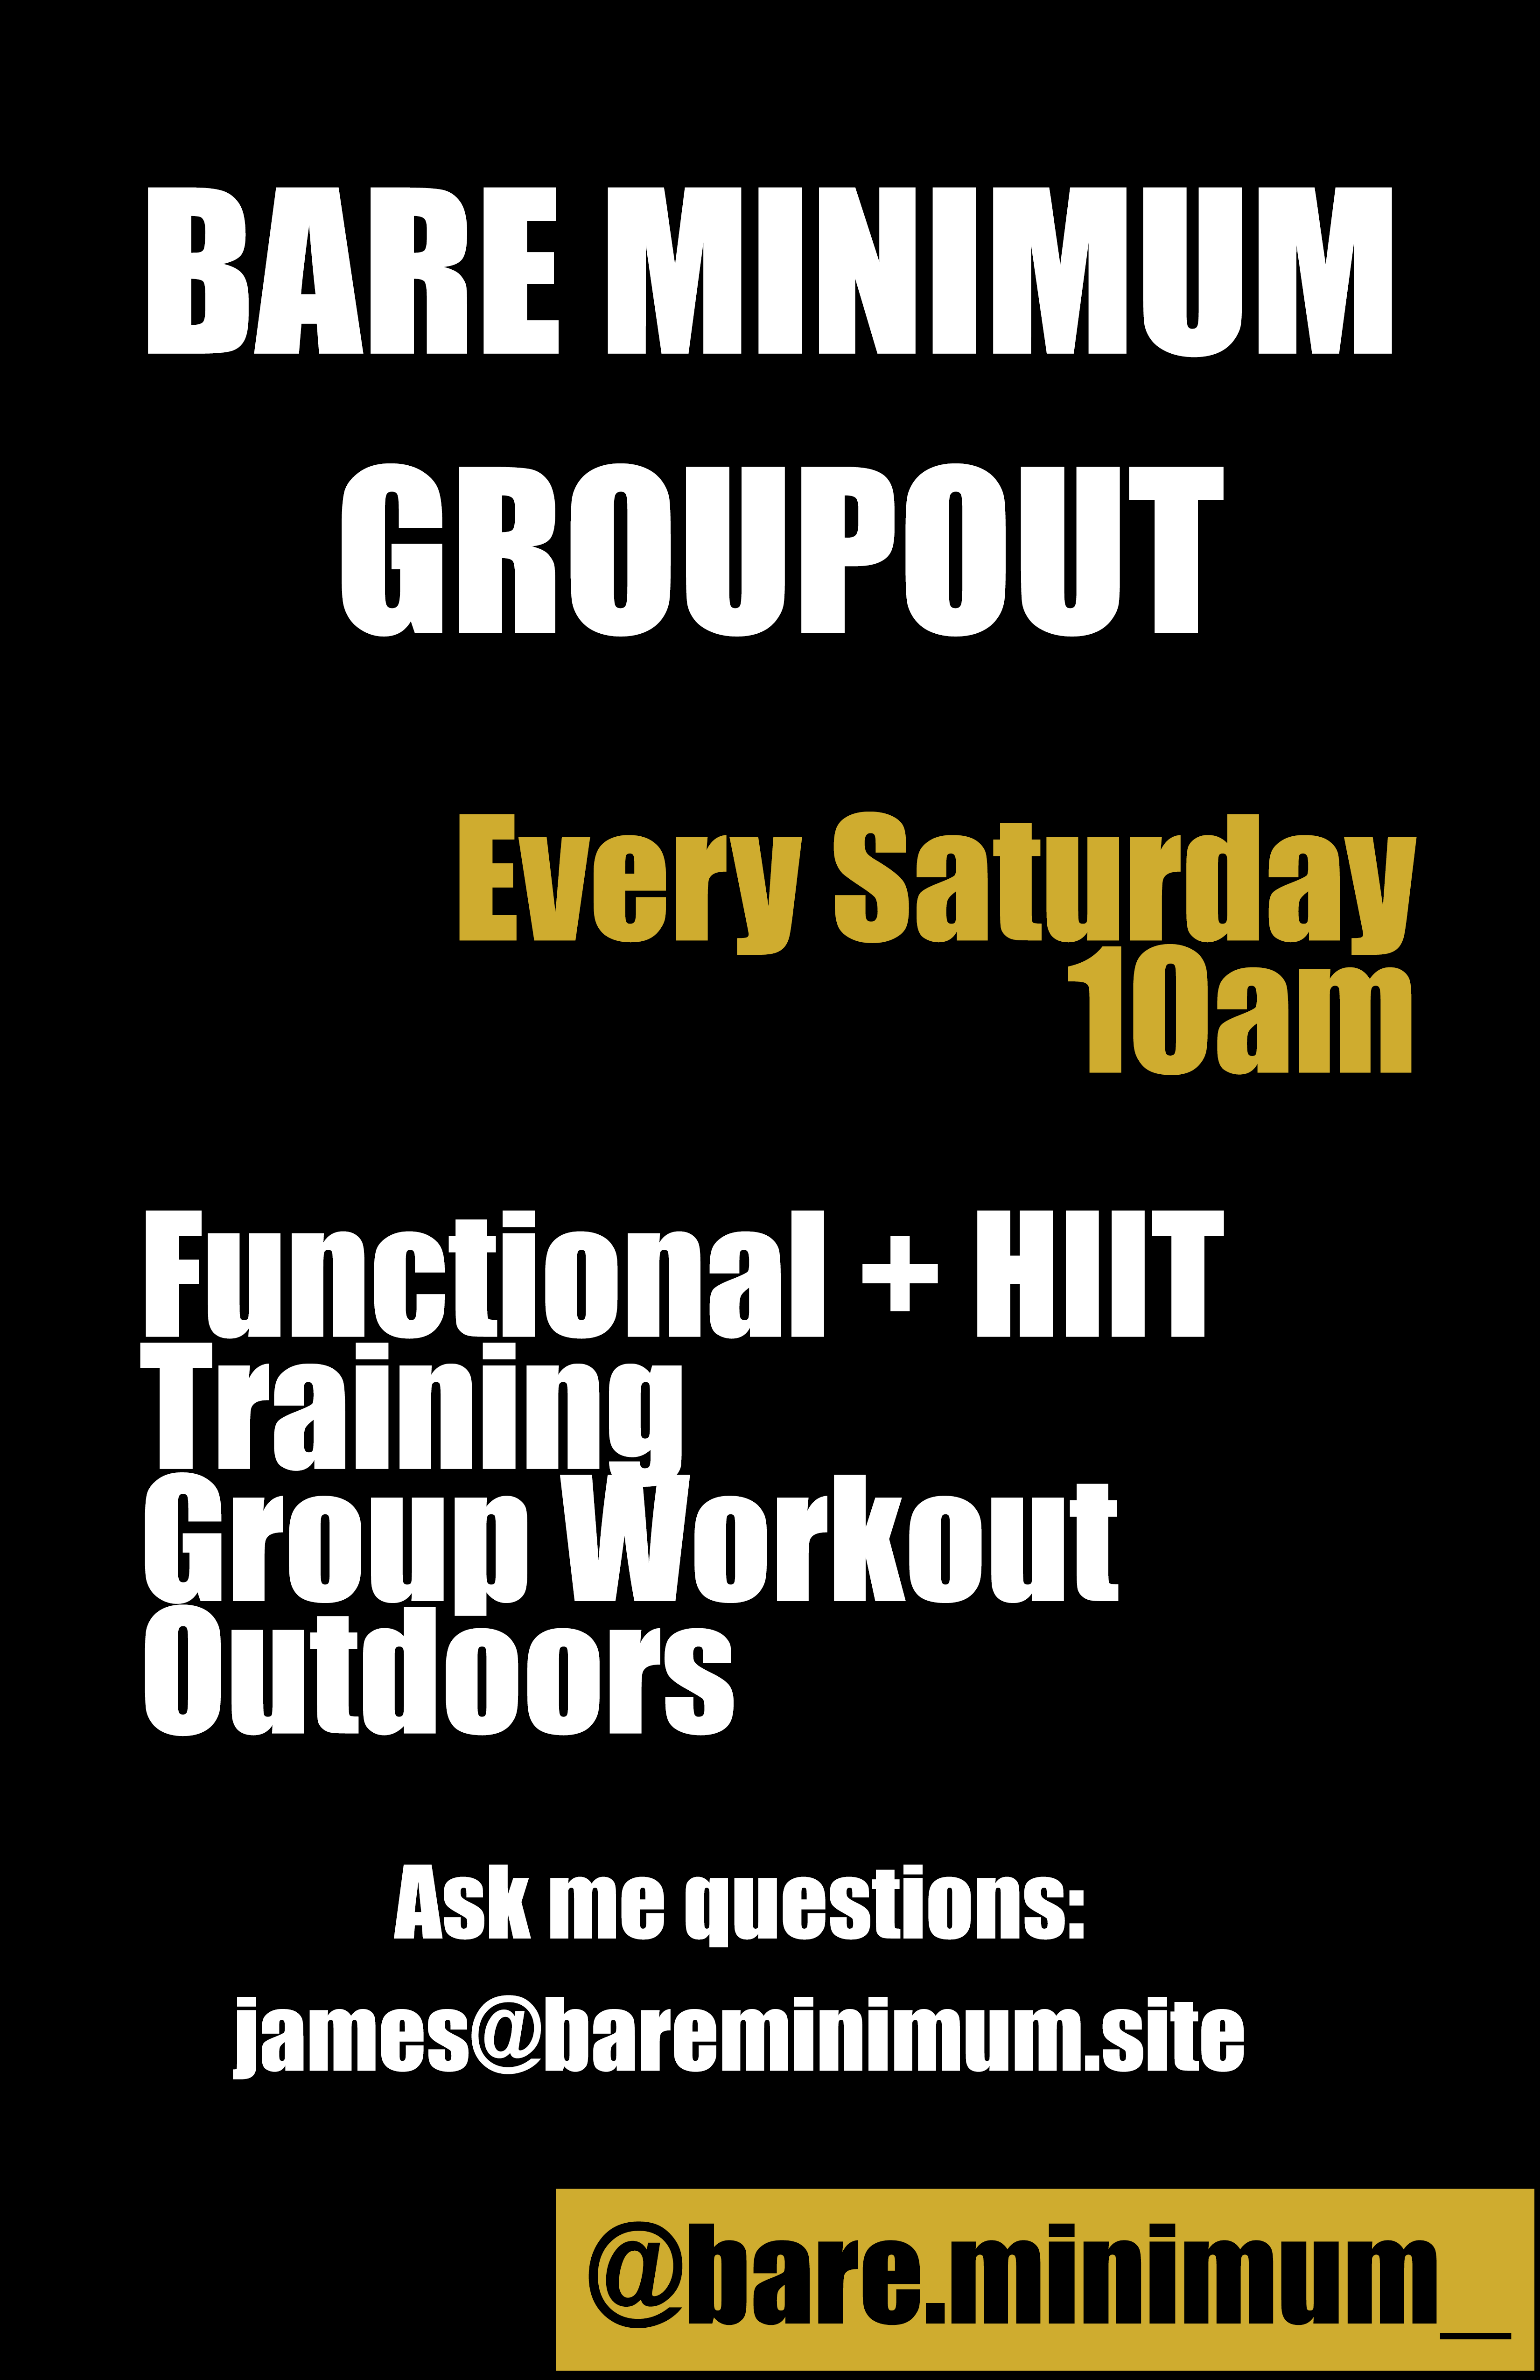 BARE MINIMUM
GROUPOUT
Every Saturday
10am
Functional + HIIT
Training
Group Workout
Outdoors
Ask me questions:
james@bareminimum.site
@bare.minimum_